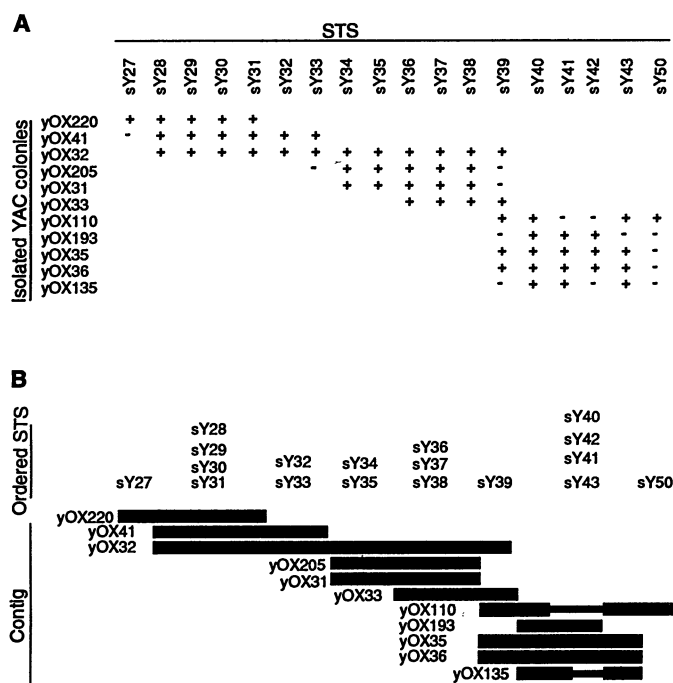 A
STS
sY27 sY28 sY29 sY30 sY31 sY32 sY33 sY34 sY35 sY36 sY37 sY38 sY39 sY40 sY41 sY42 sY43 sY50
Isolated YAC colonies
yOX220 + + + + +
yOX41 - + + + + + +
yOX32 + + + + + + + + + + + +
yOX205 - + + + + + -
yOX31 + + + + + -
yOX33 + + + +
yOX110 + + - - + +
yOX193 - + + + - -
yOX35 + + + + + -
yOX36 + + + + + -
yOX135 - + + - + -
B
Ordered STS
sY40
sY28 sY42
sY29 sY36
sY30 sY32 sY34 sY37 sY41
sY27 sY31 sY33 sY35 sY38 sY39 sY43 sY50
Contig
yOX220
yOX41
yOX32
yOX205
yOX31
yOX33
yOX110
yOX193
yOX35
yOX36
yOX135